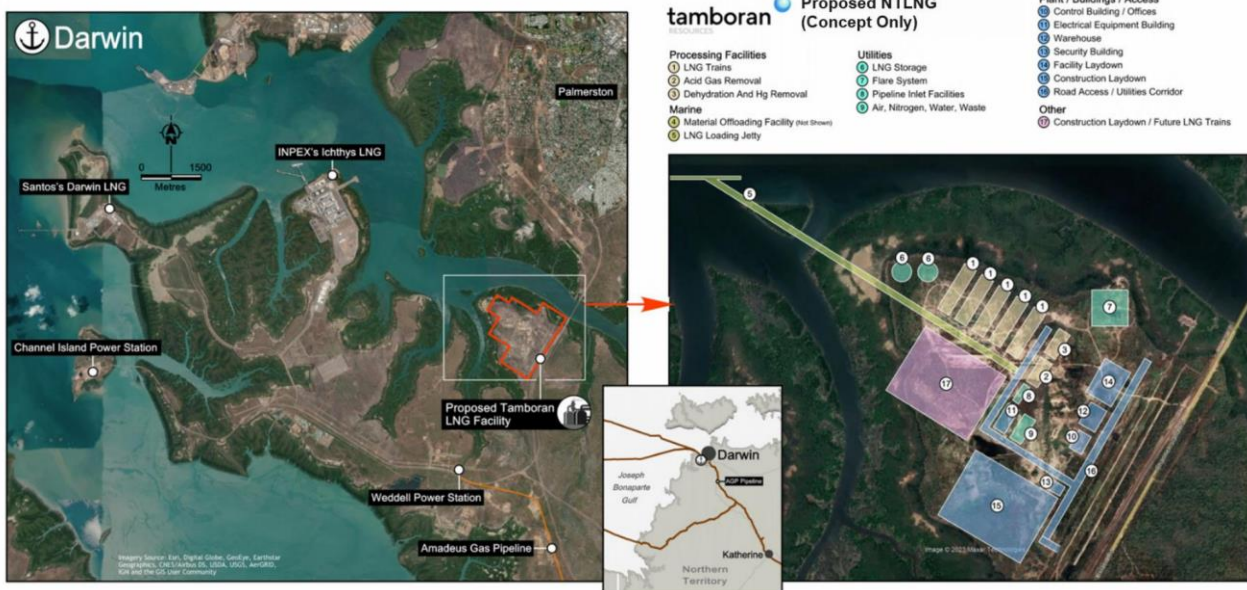 Darwin
Palmerston
0 1500
Metres
INPEX's Ichthys LNG
Santos's Darwin LNG
Channel Island Power Station
Proposed Tamboran
LNG Facility
Weddell Power Station
Amadeus Gas Pipeline
Imagery Source: Esri, Digital Globe, GeoEye, Earthstar
Geographics, CNES/Airbus DS, USDA, USGS, AeroGRID,
IGN and the GIS User Community
tamboran
RESOURCES
Proposed NTLNG
(Concept Only)
Processing Facilities
1 LNG Trains
2 Acid Gas Removal
3 Dehydration And Hg Removal
Marine
4 Material Offloading Facility (Not Shown)
5 LNG Loading Jetty
Utilities
6 LNG Storage
7 Flare System
8 Pipeline Inlet Facilities
9 Air, Nitrogen, Water, Waste
Plant / Buildings / Access
10 Control Building / Offices
11 Electrical Equipment Building
12 Warehouse
13 Security Building
14 Facility Laydown
15 Construction Laydown
16 Road Access / Utilities Corridor
Other
17 Construction Laydown / Future LNG Trains
5
6 6
1
1
1
1
1
7
3
2
17
14
8
11
12
9
10
16
13
15
Image © 2023 Maxar Technologies
Darwin
Joseph
Bonaparte
Gulf
AGP Pipeline
Katherine
Northern
Territory